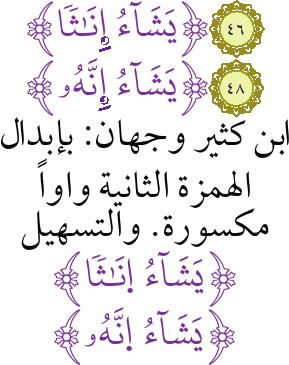 ٤٦ ﴿يَشَآءُ إِنَٰثٗا﴾
٤٨ ﴿يَشَآءُ إِنَّهُۥ﴾
ابن كثير وجهان: بإبدال
الهمزة الثانية واواً
مكسورة. والتسهيل
﴿يَشَآءُ اِنَٰثٗا﴾
﴿يَشَآءُ اِنَّهُۥ﴾